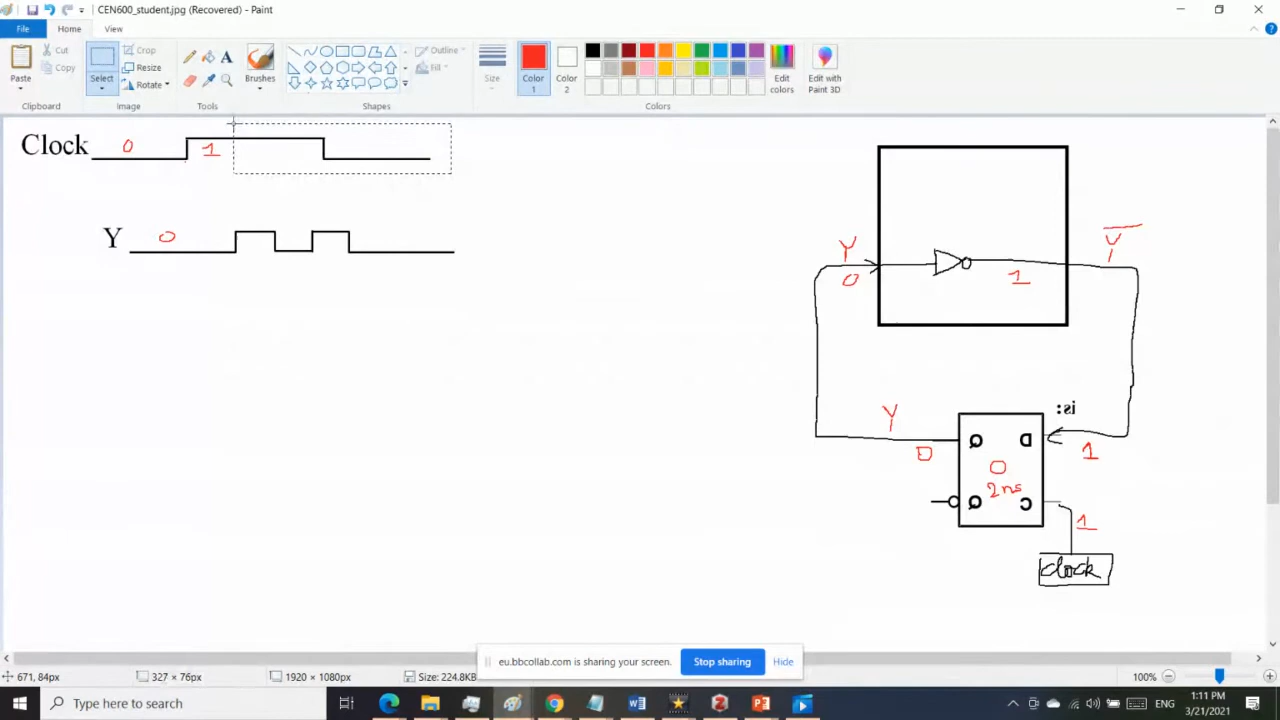 CEN600_student.jpg (Recovered) - Paint
File Home View
Cut Copy Paste
Crop Resize Rotate Select
A
Brushes
Outline Fill
Size
Color 1
Color 2
Edit colors
Edit with Paint 3D
Clipboard Image Tools Shapes Colors
Clock 0 1
Y 0
Y 0
1
Y
is:
Y 0
Q D
1
0
2ns
Q C
1
clock
eu.bbcollab.com is sharing your screen. Stop sharing Hide
671, 84px 327 × 76px 1920 × 1080px Size: 224.8KB 100%
Type here to search
ENG
1:11 PM
3/21/2021